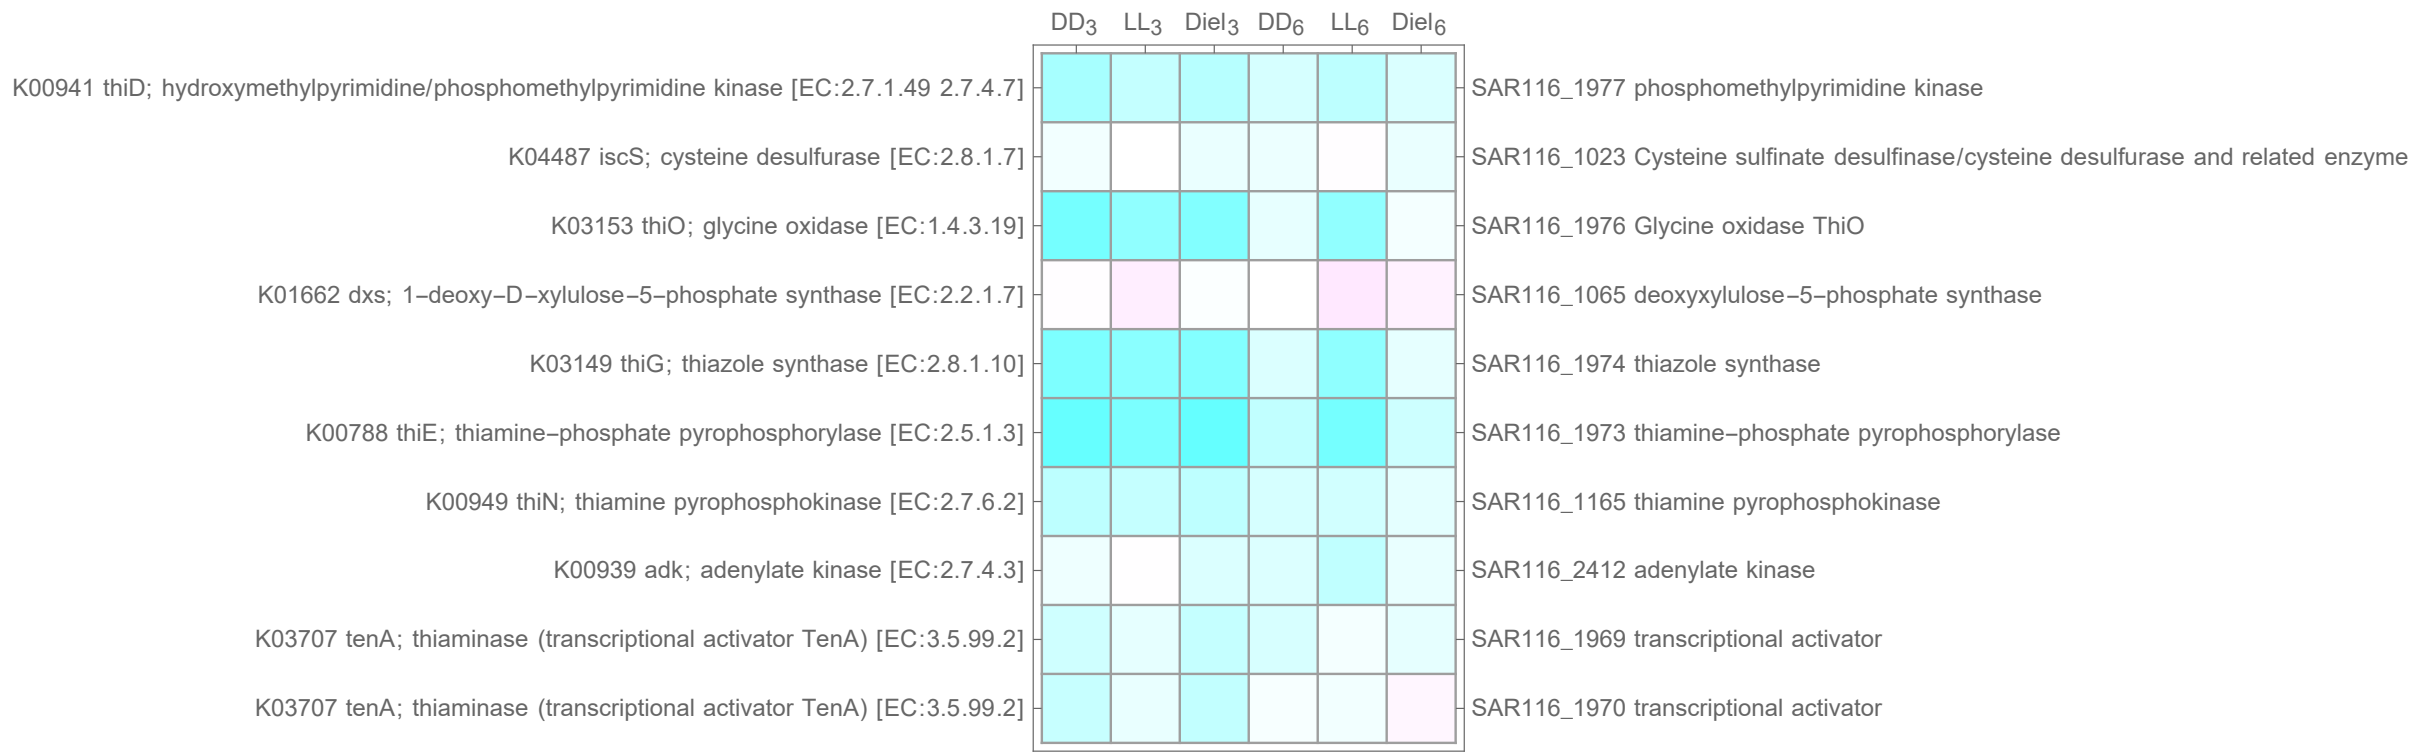 DD3 LL3 Diel3 DD6 LL6 Diel6
K00941 thiD; hydroxymethylpyrimidine/phosphomethylpyrimidine kinase [EC:2.7.1.49 2.7.4.7] SAR116_1977 phosphomethylpyrimidine kinase
K04487 iscS; cysteine desulfurase [EC:2.8.1.7] SAR116_1023 Cysteine sulfinate desulfinase/cysteine desulfurase and related enzyme
K03153 thiO; glycine oxidase [EC:1.4.3.19] SAR116_1976 Glycine oxidase ThiO
K01662 dxs; 1–deoxy–D–xylulose–5–phosphate synthase [EC:2.2.1.7] SAR116_1065 deoxyxylulose–5–phosphate synthase
K03149 thiG; thiazole synthase [EC:2.8.1.10] SAR116_1974 thiazole synthase
K00788 thiE; thiamine–phosphate pyrophosphorylase [EC:2.5.1.3] SAR116_1973 thiamine–phosphate pyrophosphorylase
K00949 thiN; thiamine pyrophosphokinase [EC:2.7.6.2] SAR116_1165 thiamine pyrophosphokinase
K00939 adk; adenylate kinase [EC:2.7.4.3] SAR116_2412 adenylate kinase
K03707 tenA; thiaminase (transcriptional activator TenA) [EC:3.5.99.2] SAR116_1969 transcriptional activator
K03707 tenA; thiaminase (transcriptional activator TenA) [EC:3.5.99.2] SAR116_1970 transcriptional activator